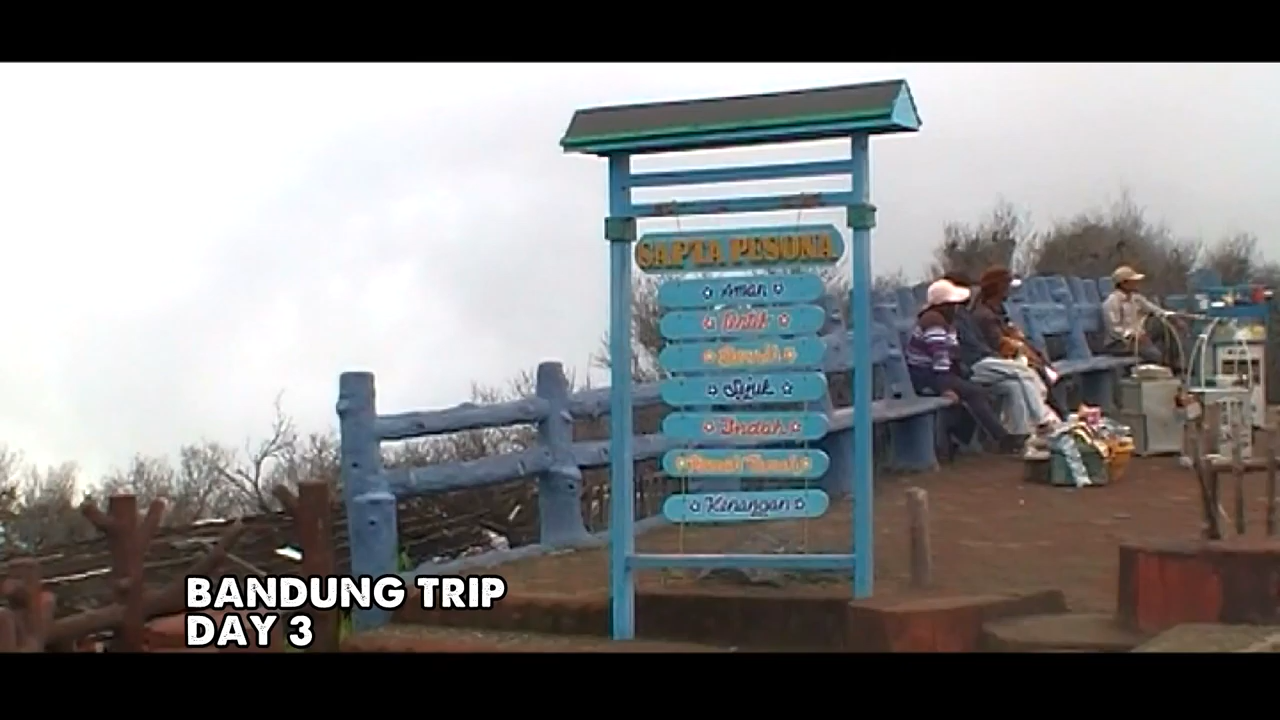 SAPTA PESONA
Aman
Tertib
Bersih
Sejuk
Indah
Ramah Tamah
Kenangan
BANDUNG TRIP
DAY 3